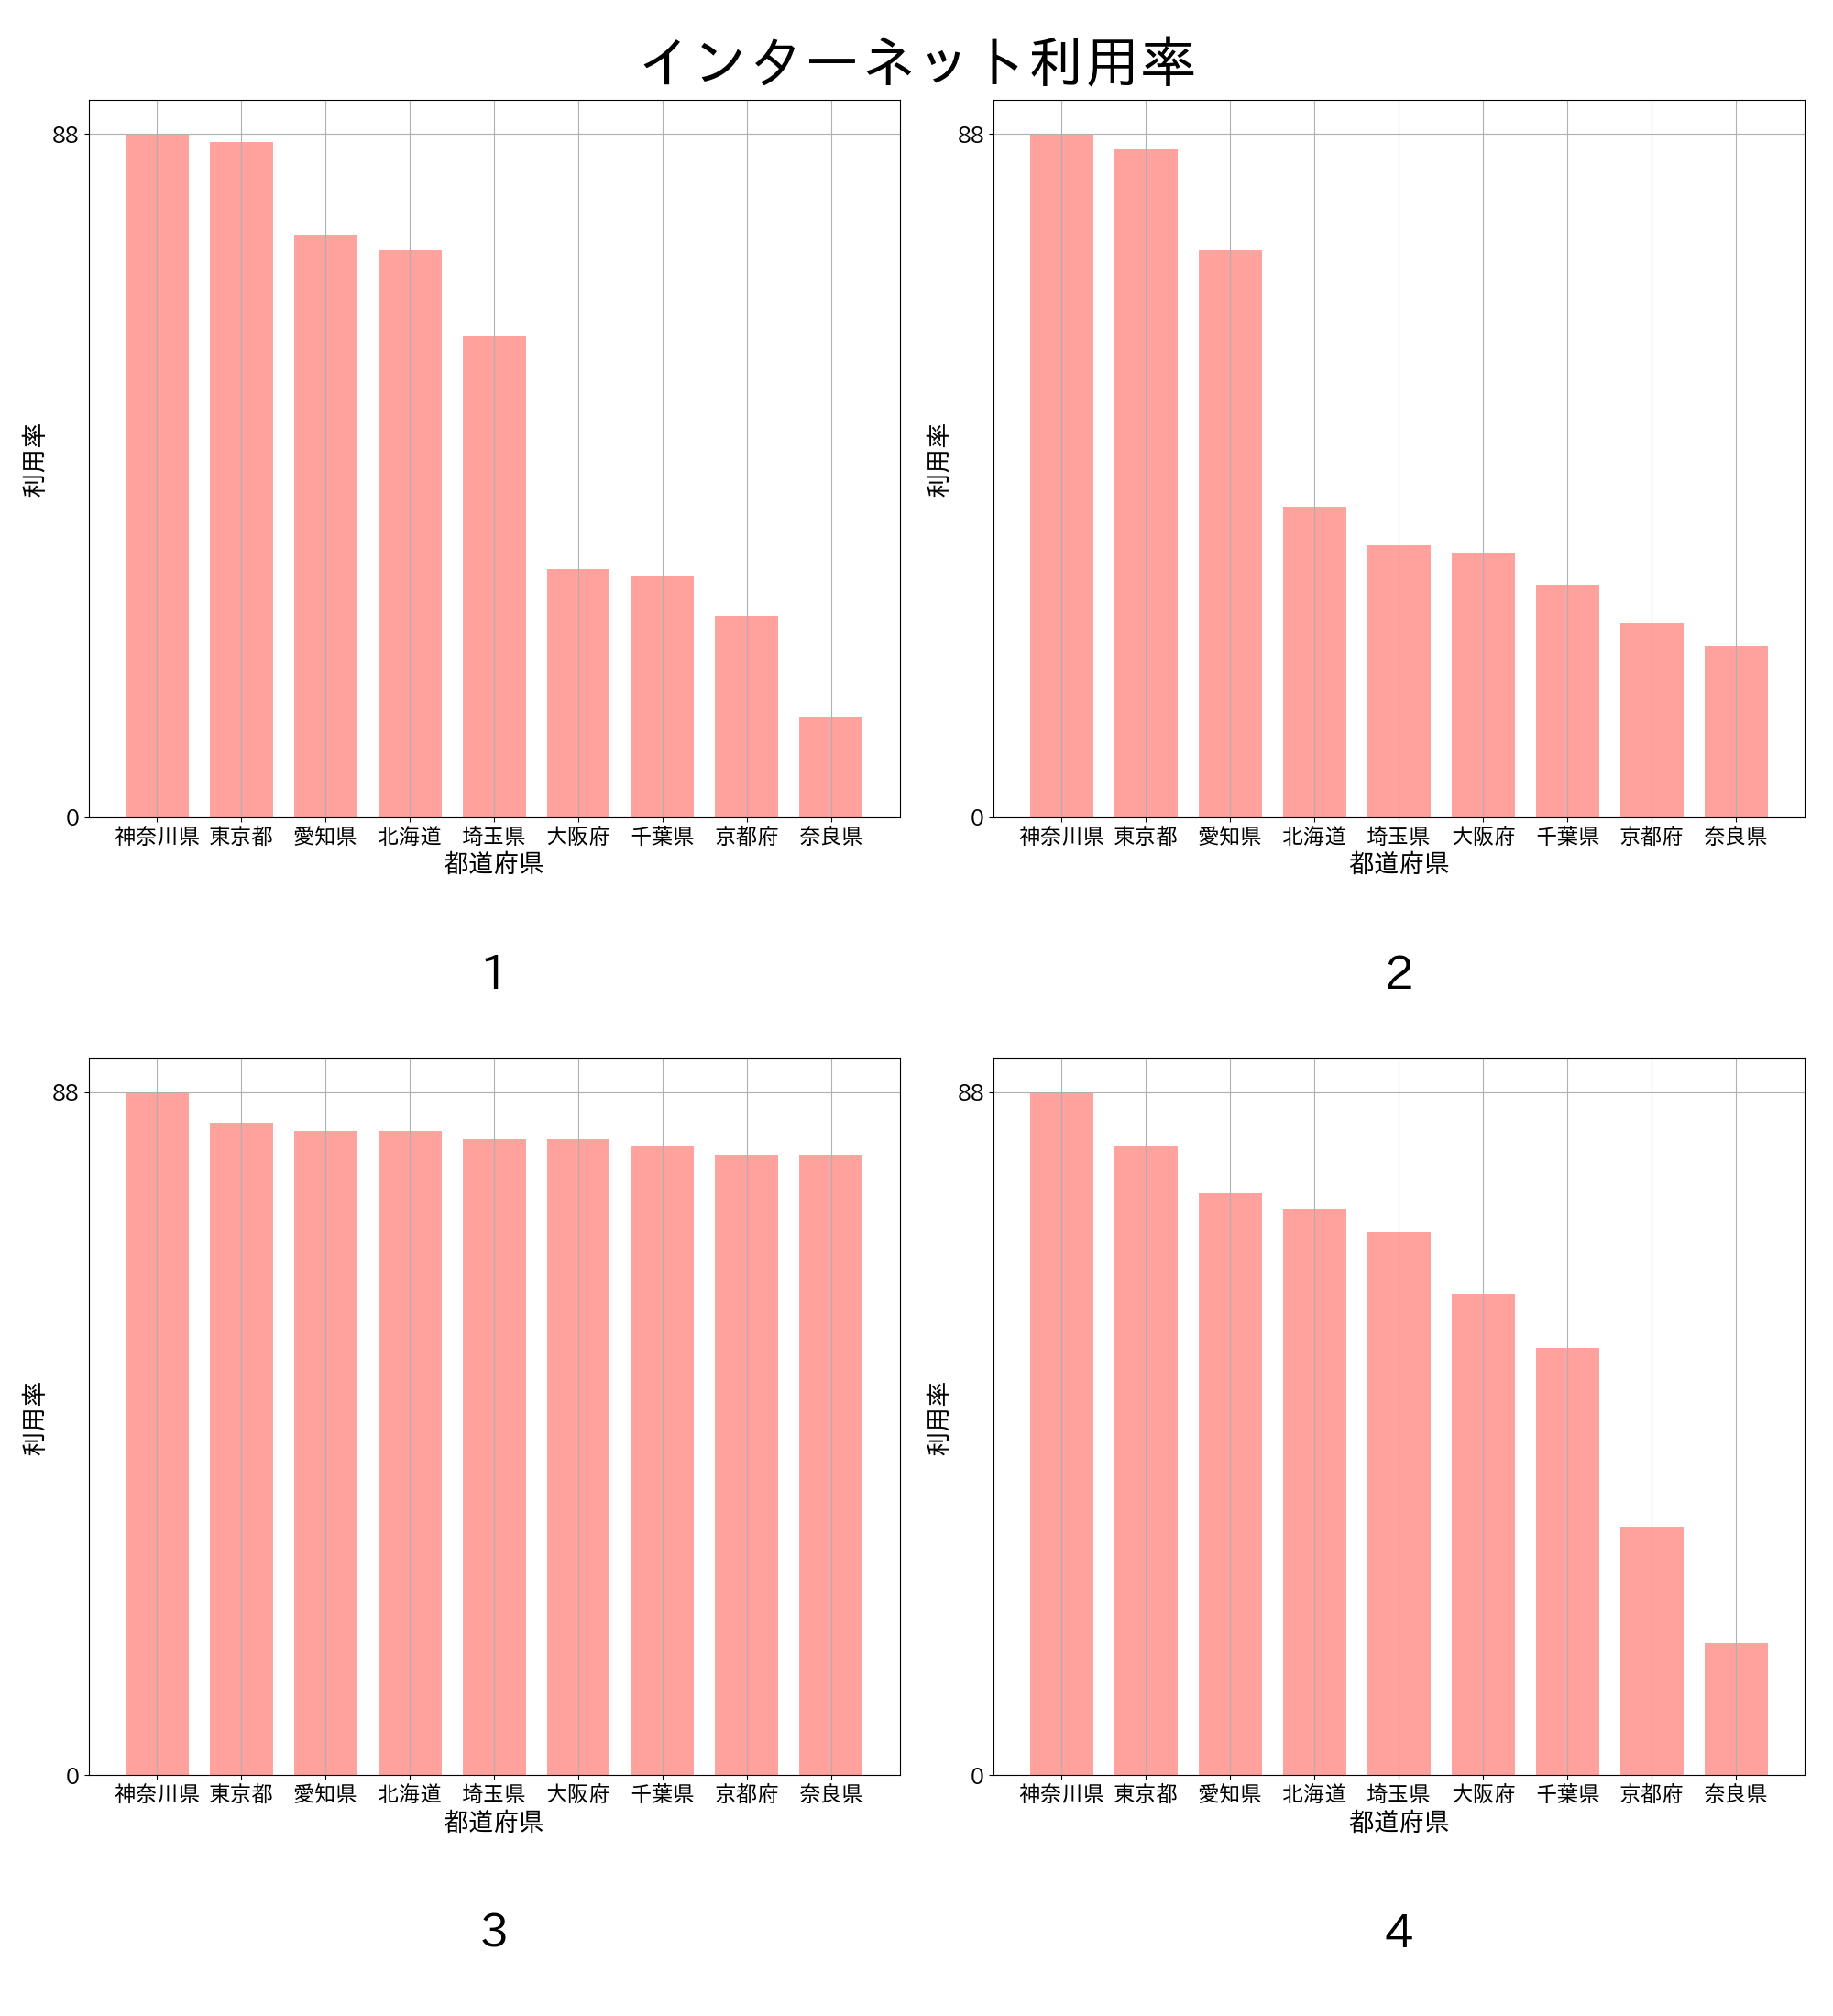 インターネット利用率
88
0
利用率
神奈川県 東京都 愛知県 北海道 埼玉県 大阪府 千葉県 京都府 奈良県
都道府県
1
88
0
利用率
神奈川県 東京都 愛知県 北海道 埼玉県 大阪府 千葉県 京都府 奈良県
都道府県
2
88
0
利用率
神奈川県 東京都 愛知県 北海道 埼玉県 大阪府 千葉県 京都府 奈良県
都道府県
3
88
0
利用率
神奈川県 東京都 愛知県 北海道 埼玉県 大阪府 千葉県 京都府 奈良県
都道府県
4